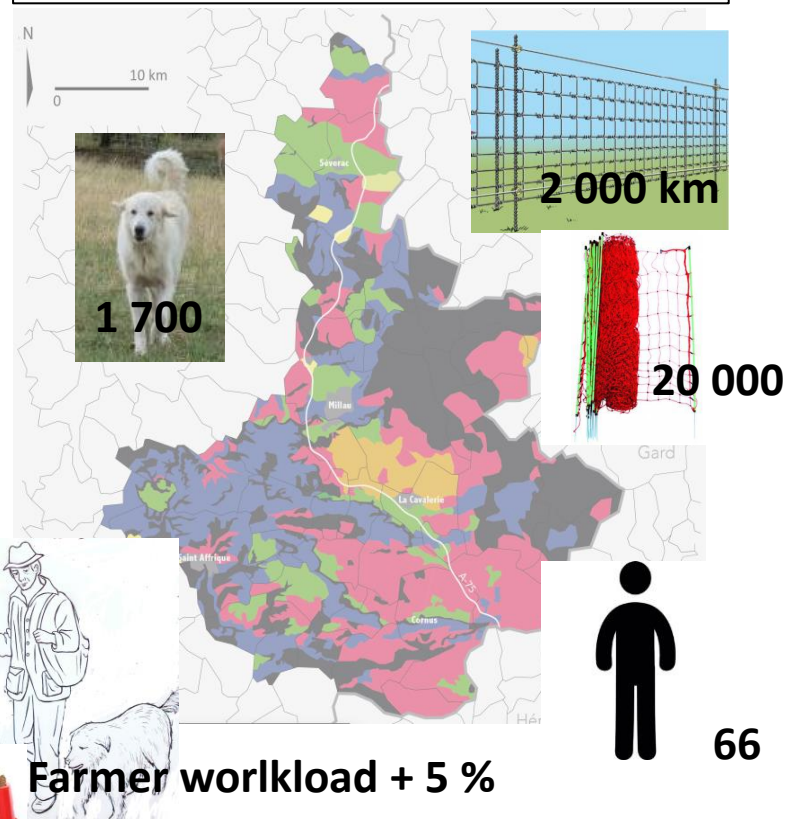 N
10 km
0
2 000 km
Séverac
1 700
20 000
Millau
Gard
La Cavalerie
Saint Affrique
A-75
Cornus
Hér
66
Farmer worlkload + 5 %